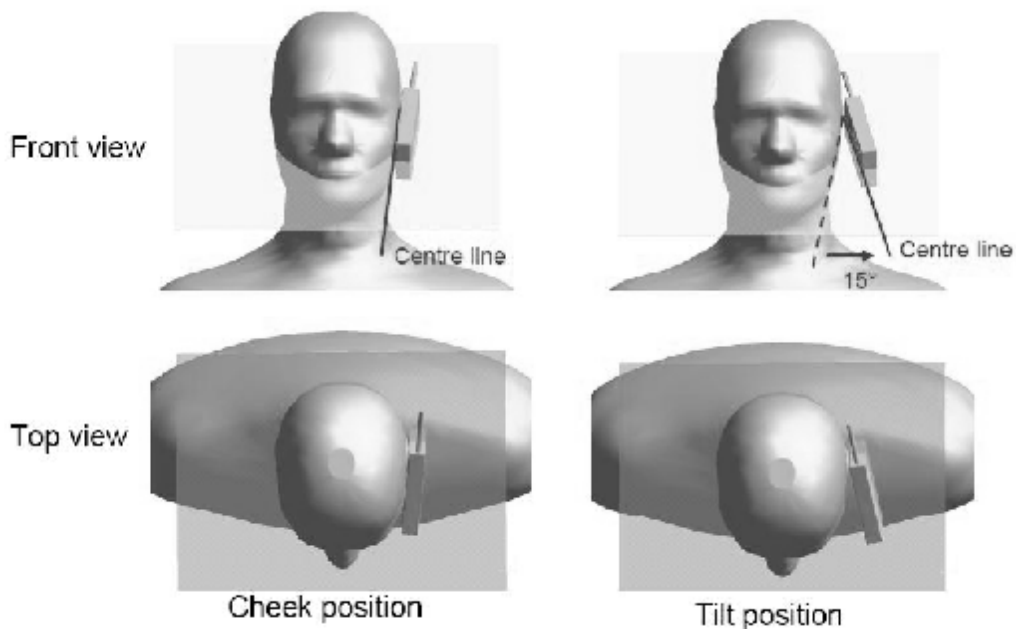 Front view
Centre line
Centre line
15°
Top view
Cheek position
Tilt position